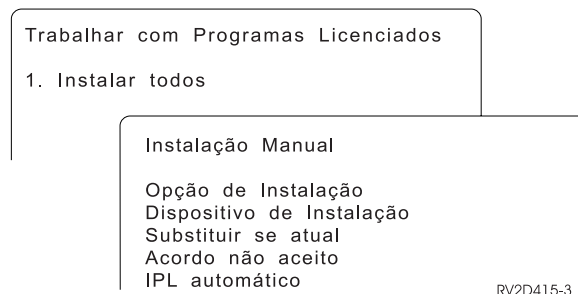 Trabalhar com Programas Licenciados
1. Instalar todos
Instalação Manual
Opção de Instalação
Dispositivo de Instalação
Substituir se atual
Acordo não aceito
IPL automático
RV2D415-3